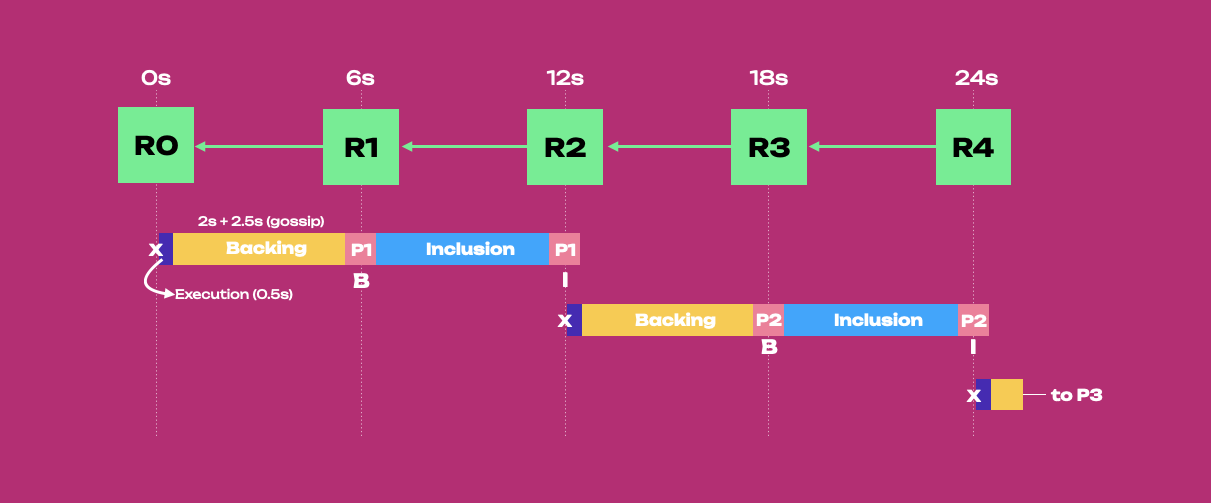 0s 6s 12s 18s 24s
R0 R1 R2 R3 R4
2s + 2.5s (gossip)
X Backing P1 Inclusion P1
B I
Execution (0.5s)
X Backing P2 Inclusion P2
B I
X to P3